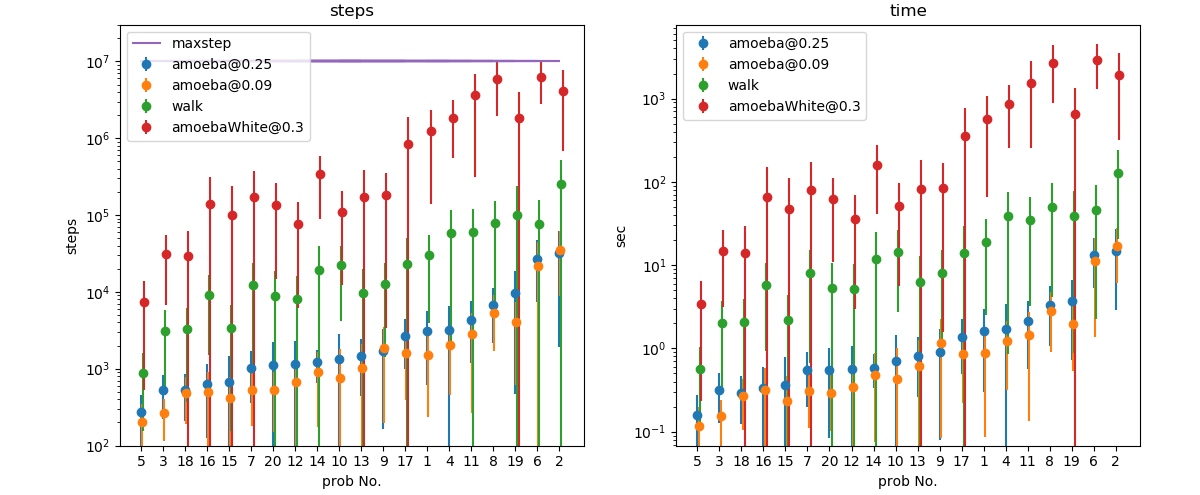 steps
maxstep
amoeba@0.25
amoeba@0.09
walk
amoebaWhite@0.3
10^7
10^6
10^5
10^4
10^3
10^2
steps
5 3 18 16 15 7 20 12 14 10 13 9 17 1 4 11 8 19 6 2
prob No.
time
amoeba@0.25
amoeba@0.09
walk
amoebaWhite@0.3
10^3
10^2
10^1
10^0
10^−1
sec
5 3 18 16 15 7 20 12 14 10 13 9 17 1 4 11 8 19 6 2
prob No.